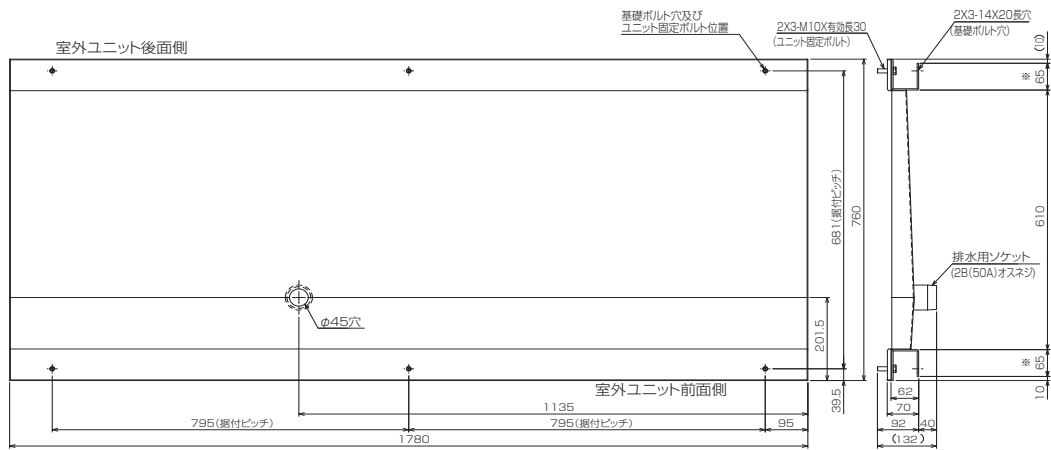 室外ユニット後面側
基礎ボルト穴及び
ユニット固定ボルト位置
2X3-M10X有効長30
(ユニット固定ボルト)
2X3-14X20長穴
(基礎ボルト穴)
(10)
※ 65
681(据付ピッチ)
760
610
排水用ソケット
(2B(50A)オスネジ)
φ45穴
201.5
※ 65
10
39.5
室外ユニット前面側
62
70
92
40
(132)
1135
795(据付ピッチ)
795(据付ピッチ)
95
1780